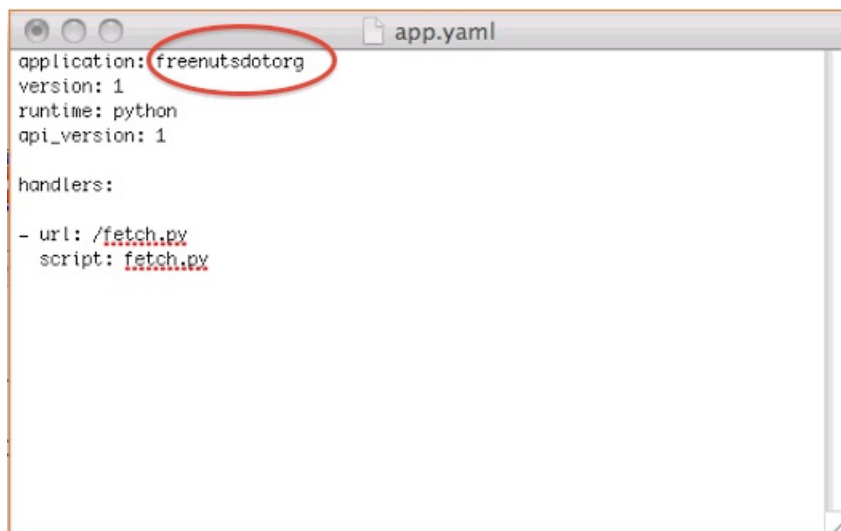 app.yaml
application: freenutsdotorg
version: 1
runtime: python
api_version: 1
handlers:
- url: /fetch.py
script: fetch.py